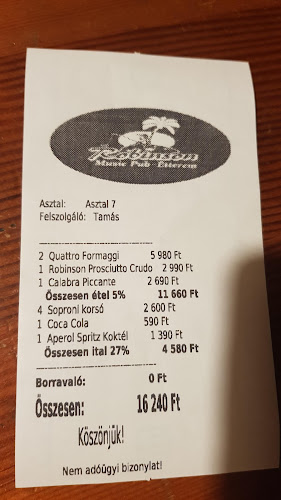 Robinson
Music Pub - Étterem
Asztal: Asztal 7
Felszolgáló: Tamás
2 Quattro Formaggi 5 980 Ft
1 Robinson Prosciutto Crudo 2 990 Ft
1 Calabra Piccante 2 690 Ft
Összesen étel 5% 11 660 Ft
4 Soproni korsó 2 600 Ft
1 Coca Cola 590 Ft
1 Aperol Spritz Koktél 1 390 Ft
Összesen ital 27% 4 580 Ft
Borravaló: 0 Ft
Összesen: 16 240 Ft
Köszönjük!
Nem adóügyi bizonylat!